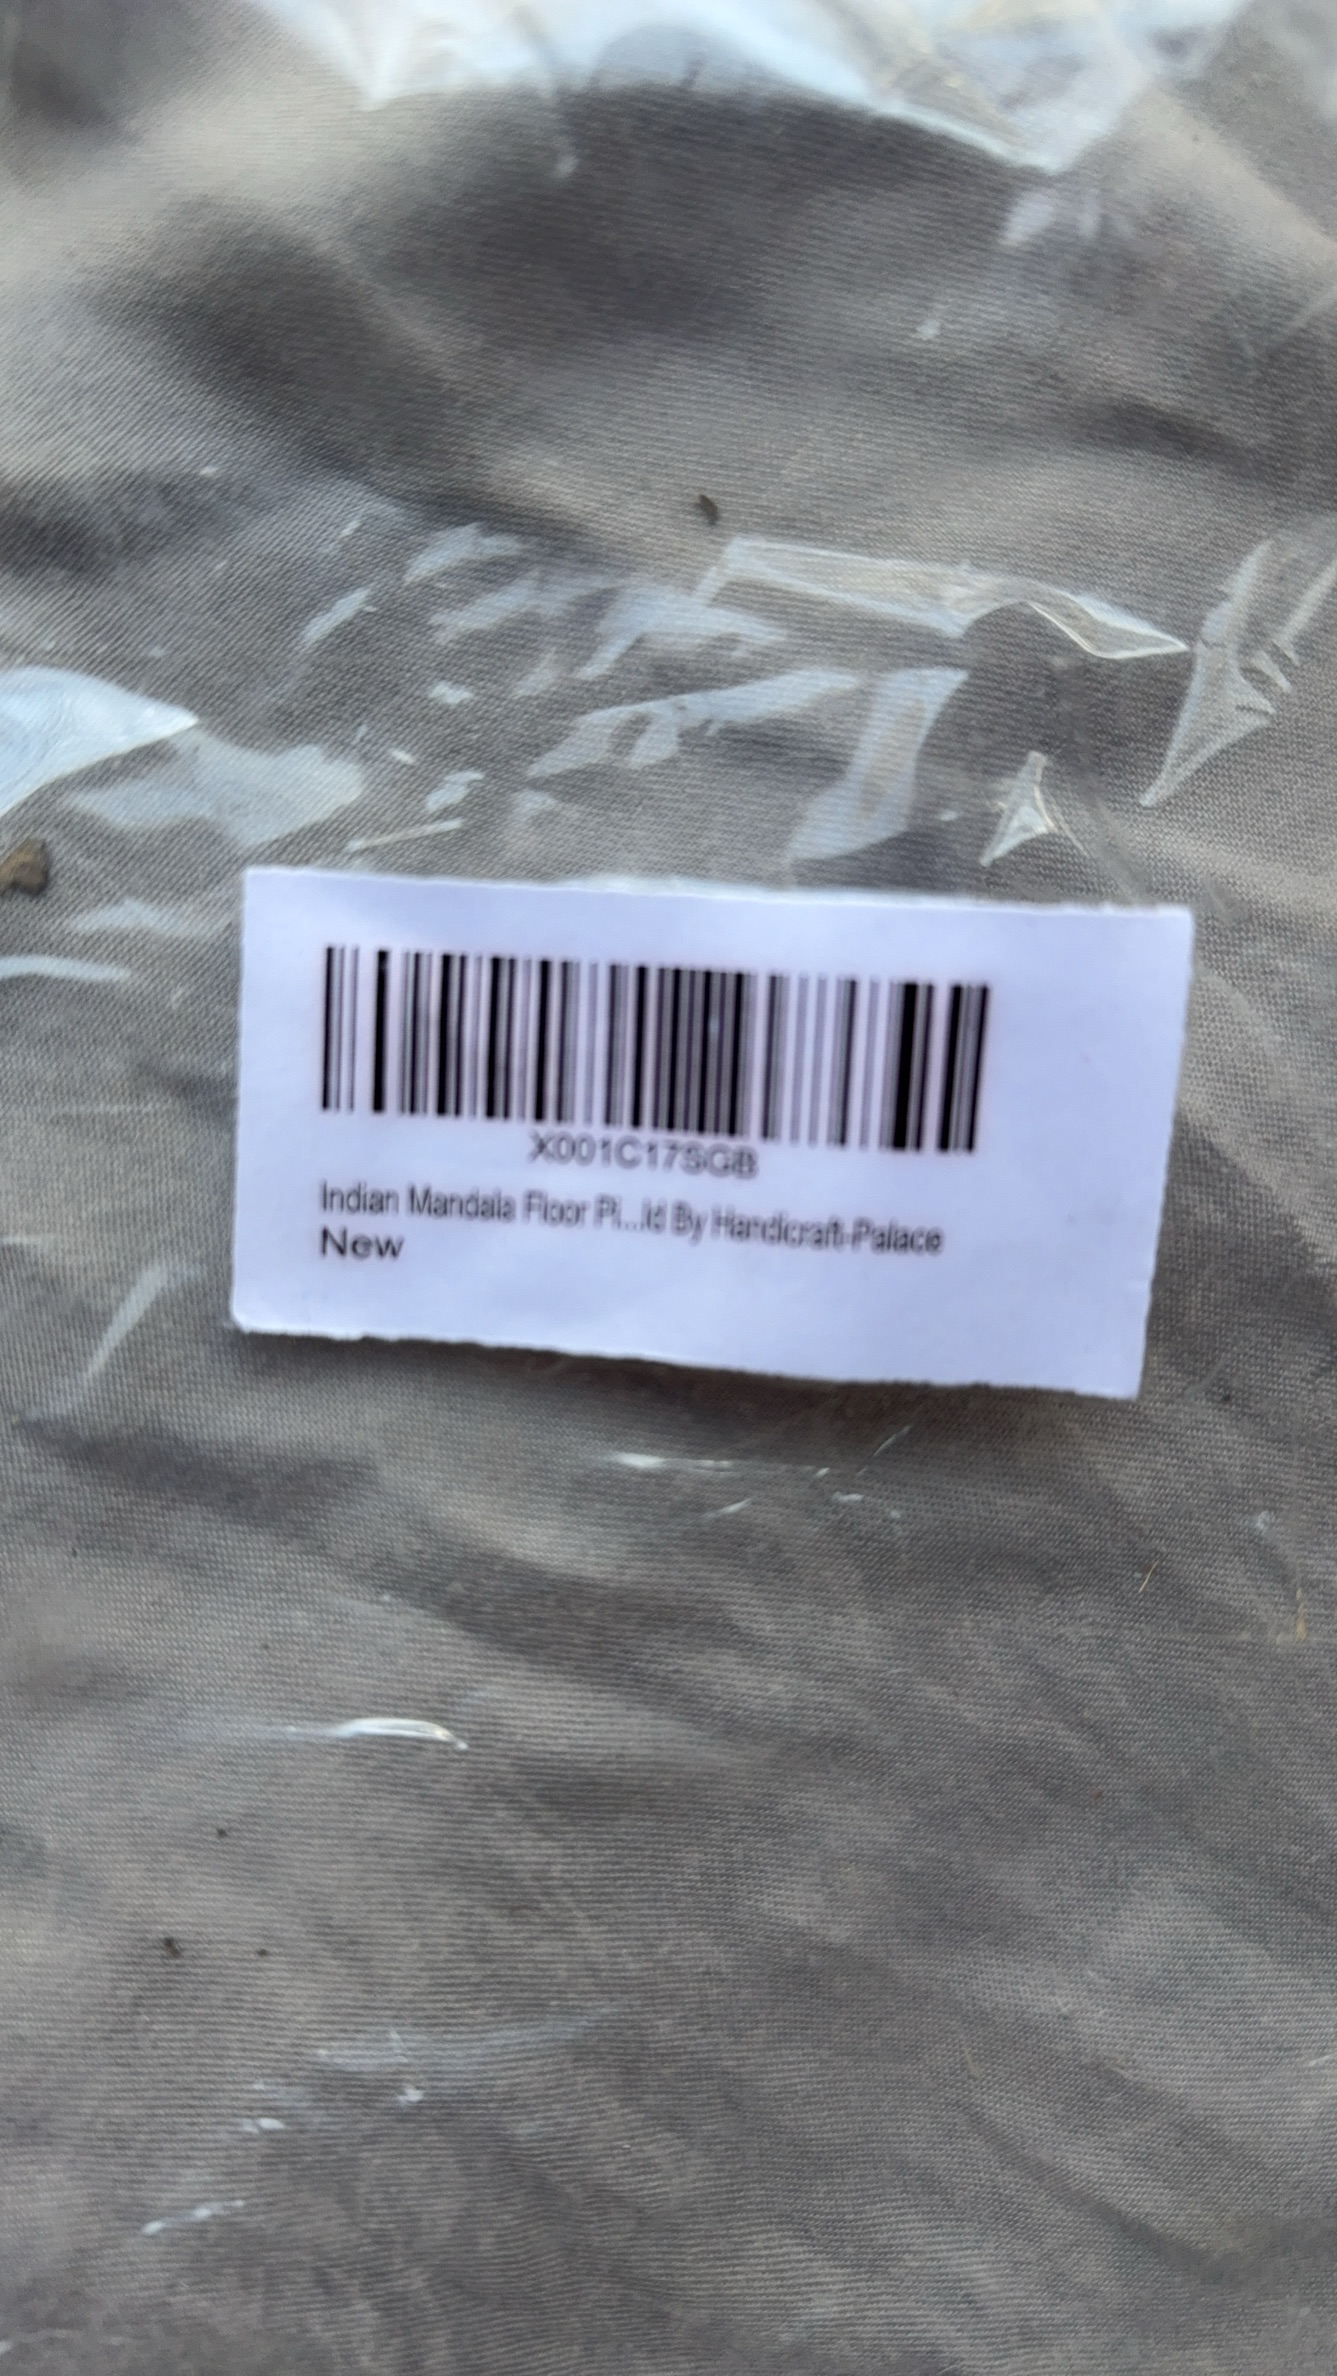 X001C17SGB
Indian Mandala Floor Pi...ld By Handicraft-Palace
New